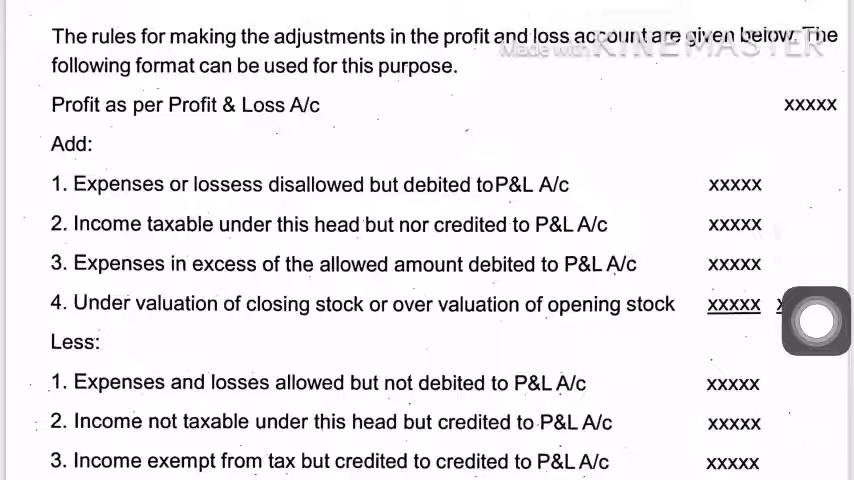 The rules for making the adjustments in the profit and loss account are given below. The
following format can be used for this purpose.
Profit as per Profit & Loss A/c xxxxx
Add:
1. Expenses or lossess disallowed but debited to P&L A/c xxxxx
2. Income taxable under this head but nor credited to P&L A/c xxxxx
3. Expenses in excess of the allowed amount debited to P&L A/c xxxxx
4. Under valuation of closing stock or over valuation of opening stock xxxxx
Less:
1. Expenses and losses allowed but not debited to P&L A/c xxxxx
2. Income not taxable under this head but credited to P&L A/c xxxxx
3. Income exempt from tax but credited to credited to P&L A/c xxxxx
Made with KINEMASTER